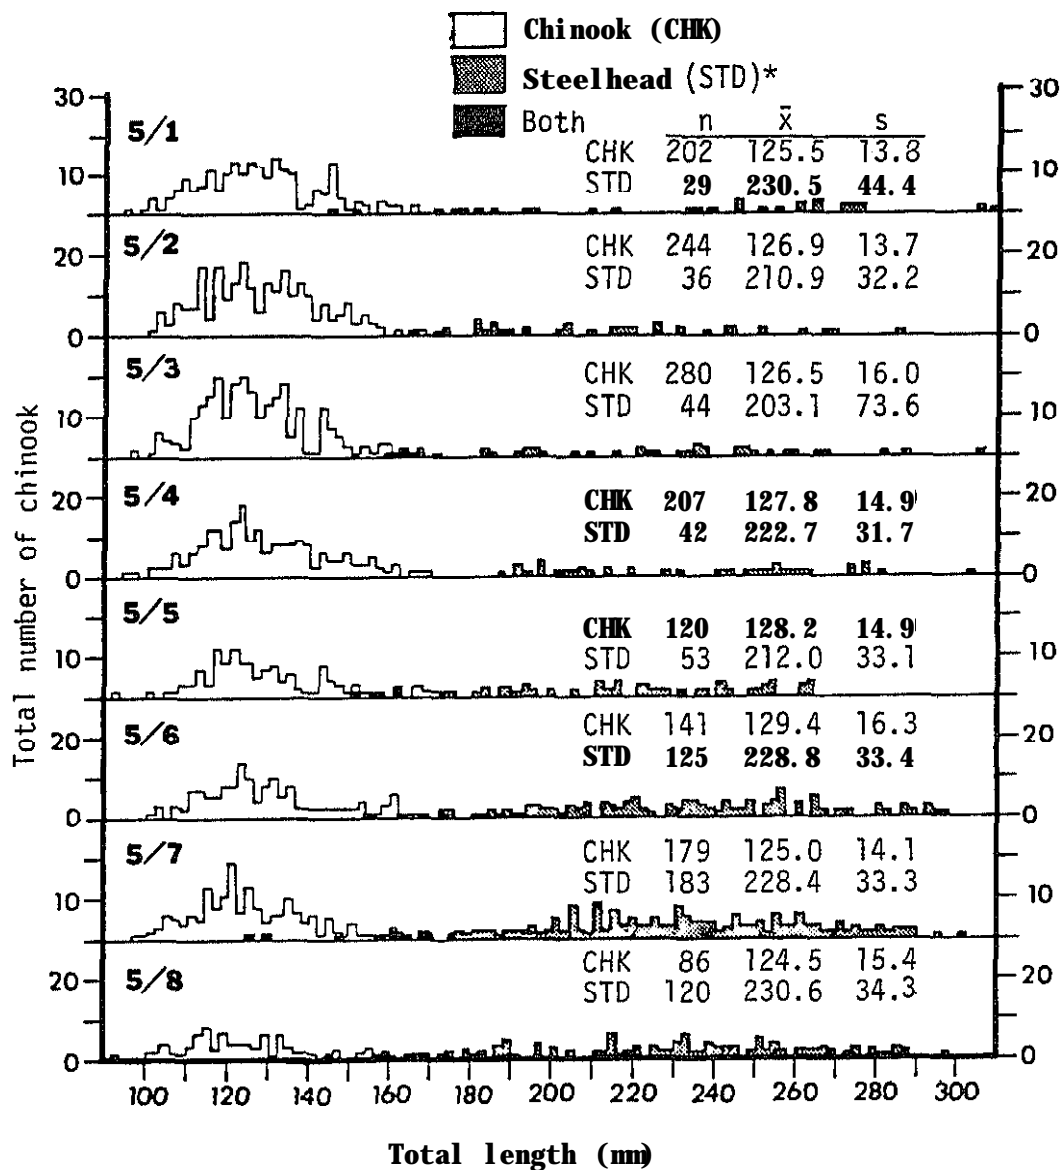 Chinook (CHK)
Steelhead (STD)*
Both
n x̄ s
30 30
5/1
CHK 202 125.5 13.8
10 10
STD 29 230.5 44.4
5/2
CHK 244 126.9 13.7
20 20
STD 36 210.9 32.2
0 0
5/3
CHK 280 126.5 16.0
STD 44 203.1 73.6
10 10
5/4
20 20
CHK 207 127.8 14.9
STD 42 222.7 31.7
0 0
5/5
CHK 120 128.2 14.9
10 10
STD 53 212.0 33.1
5/6
CHK 141 129.4 16.3
20 20
STD 125 228.8 33.4
0 0
5/7
CHK 179 125.0 14.1
STD 183 228.4 33.3
10 10
5/8
CHK 86 124.5 15.4
20 20
STD 120 230.6 34.3
0 0
Total number of chinook
100 120 140 160 180 200 220 240 260 280 300
Total length (mm)